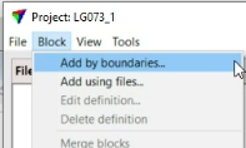 Project: LG073_1
File Block View Tools
File
Add by boundaries...
Add using files...
Edit definition...
Delete definition
Merge blocks